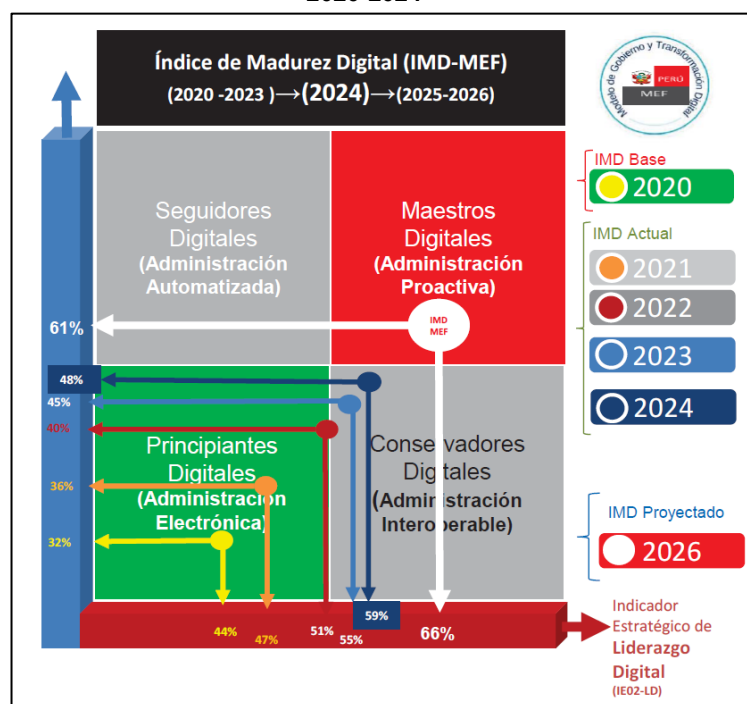 2020-2024
Índice de Madurez Digital (IMD-MEF)
(2020 -2023 )→(2024)→(2025-2026)
Modelo de Gobierno y Transformación Digital
PERÚ
MEF
IMD Base
2020
IMD Actual
2021
2022
2023
2024
IMD Proyectado
2026
Seguidores
Digitales
(Administración
Automatizada)
Maestros
Digitales
(Administración
Proactiva)
IMD
MEF
61%
48%
45%
40%
36%
32%
Principiantes
Digitales
(Administración
Electrónica)
Conservadores
Digitales
(Administración
Interoperable)
44%
47%
51%
55%
59%
66%
Indicador
Estratégico de
Liderazgo
Digital
(IE02-LD)